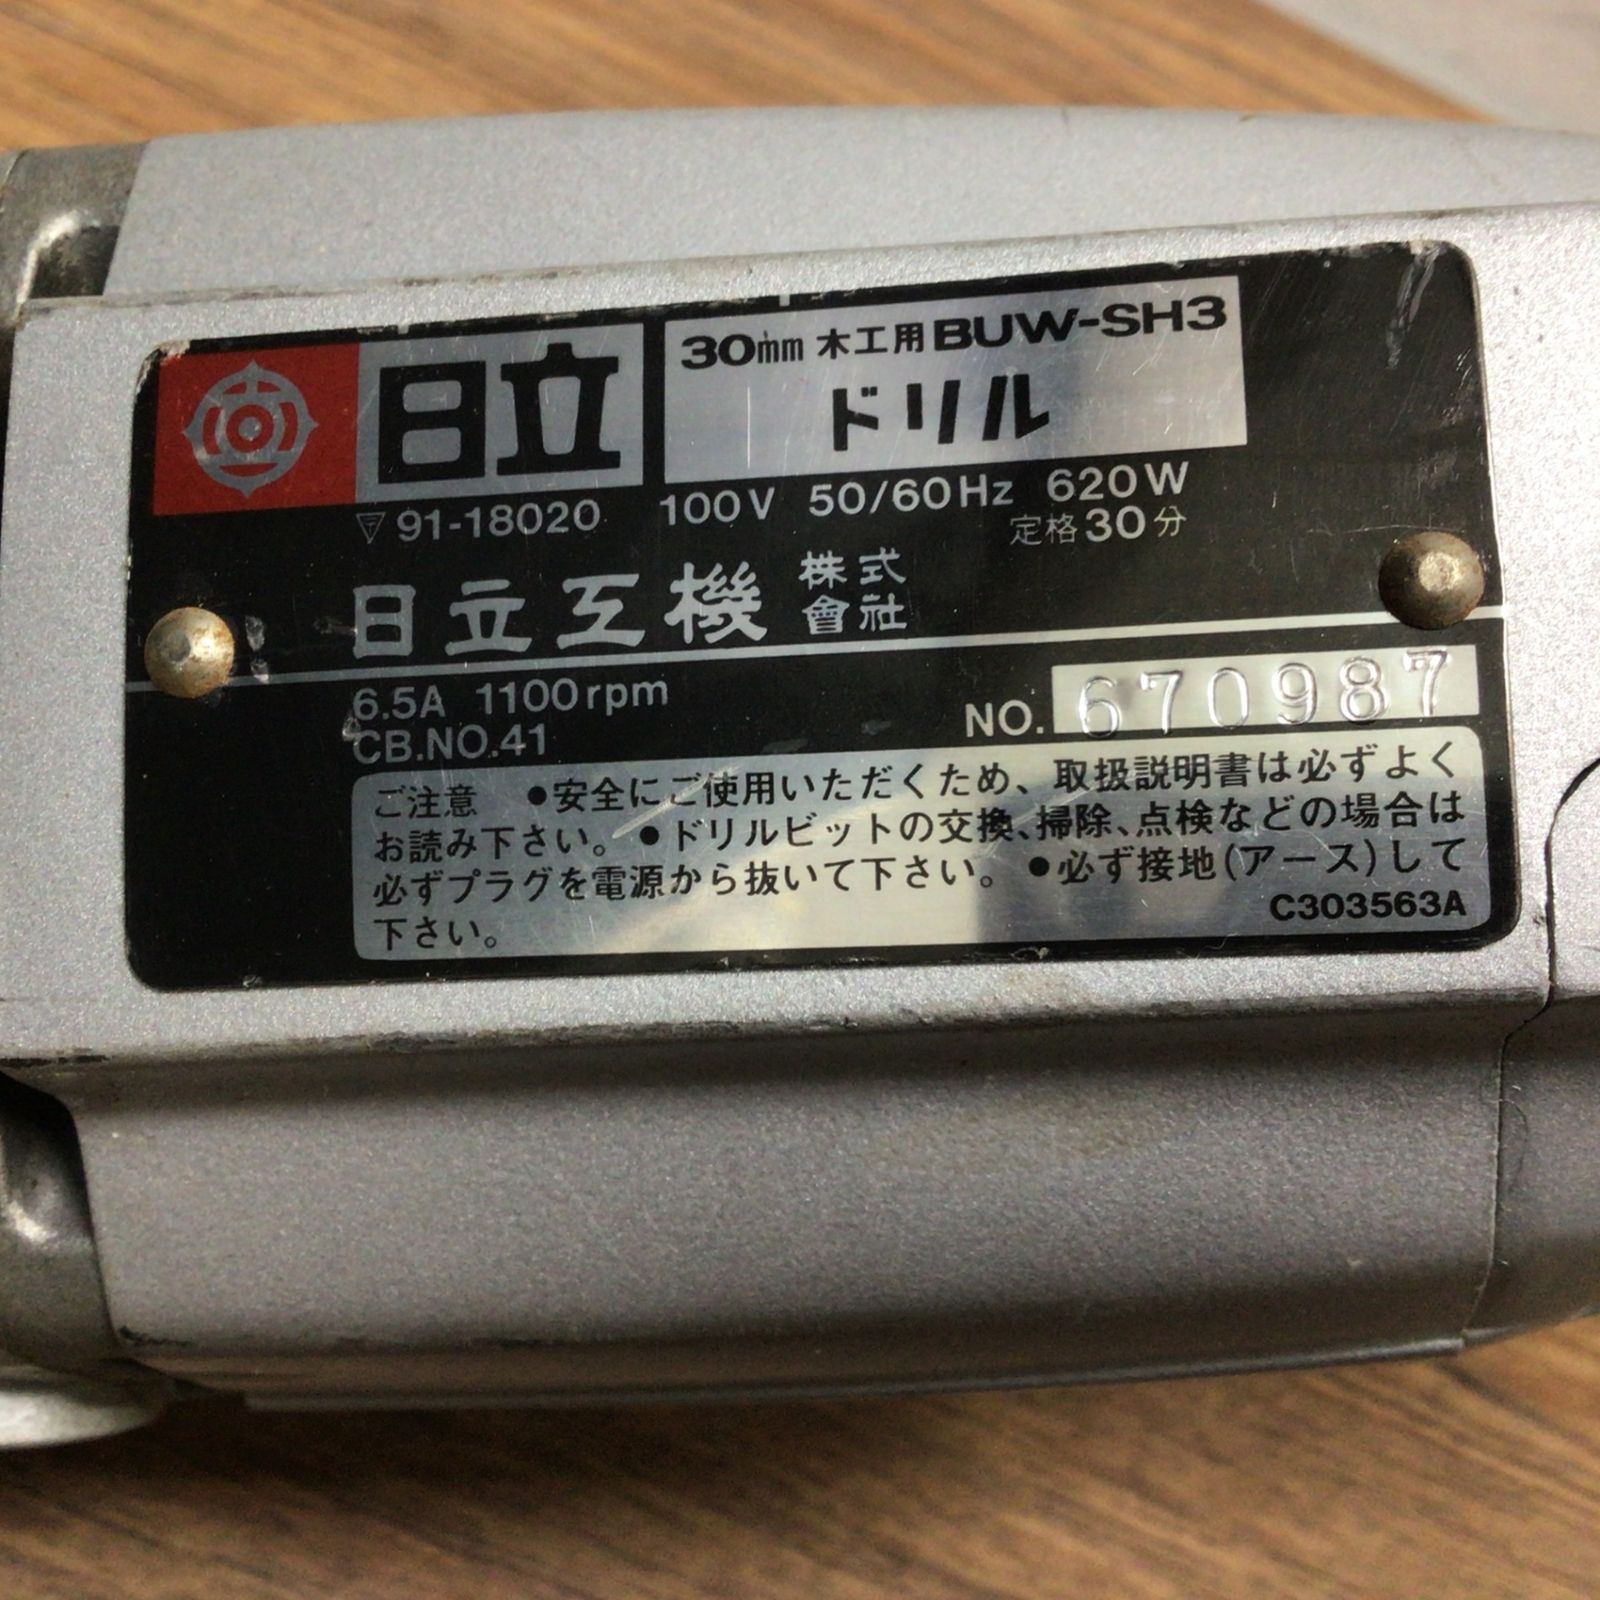 日立
30mm 木工用BUW-SH3
ドリル
91-18020 100V 50/60Hz 620W
定格30分
日立工機 株式會社
6.5A 1100rpm
CB.NO.41
NO. 670987
ご注意 ●安全にご使用いただくため、取扱説明書は必ずよく
お読み下さい。●ドリルビットの交換、掃除、点検などの場合は
必ずプラグを電源から抜いて下さい。●必ず接地(アース)して
下さい。
C303563A